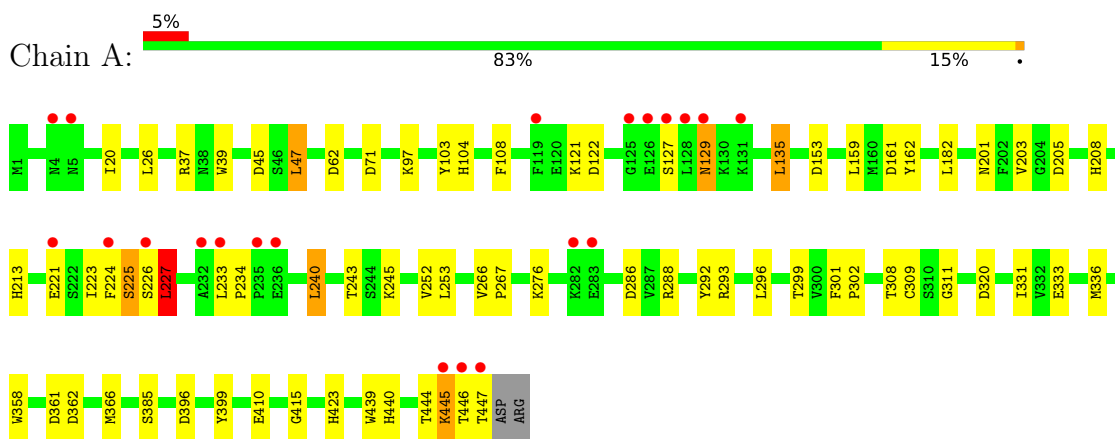 5%
Chain A:
83% 15% •
M1 N4 N5 I20 L26 R37 N38 W39 D45 S46 L47 D62 D71 K97 Y103 H104 F108 F119 E120 K121 D122 G125 E126 S127 L128 N129 K130 K131 L135 D153 L159 M160 D161 Y162 L182 N201 F202 V203 G204 D205 H208
H213 E221 S222 I223 F224 S225 S226 L227 A232 L233 P234 P235 E236 L240 T243 S244 K245 V252 L253 V266 P267 K276 K282 E283 D286 V287 R288 Y292 R293 L296 T299 V300 F301 P302 T308 G309 S310 G311 D320 I331 V332 E333 M336
W358 D361 D362 M366 S385 D396 Y399 E410 G415 H423 W439 H440 T444 K445 T446 T447 ASP ARG